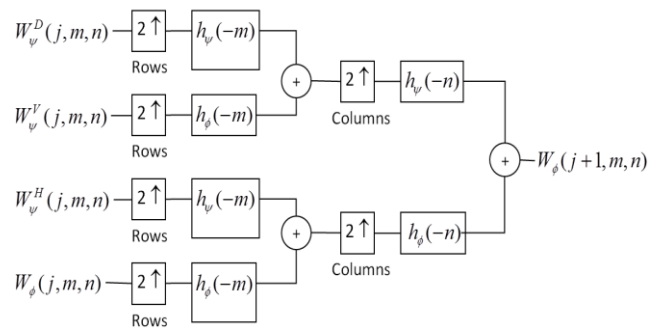 W_ψ^D(j,m,n) 2↑ h_ψ(−m)
Rows
+ 2↑ h_ψ(−n)
W_ψ^V(j,m,n) 2↑ h_ϕ(−m)
Columns
Rows
+ W_ϕ(j+1,m,n)
W_ψ^H(j,m,n) 2↑ h_ψ(−m)
Rows
+ 2↑ h_ϕ(−n)
Columns
W_ϕ(j,m,n) 2↑ h_ϕ(−m)
Rows